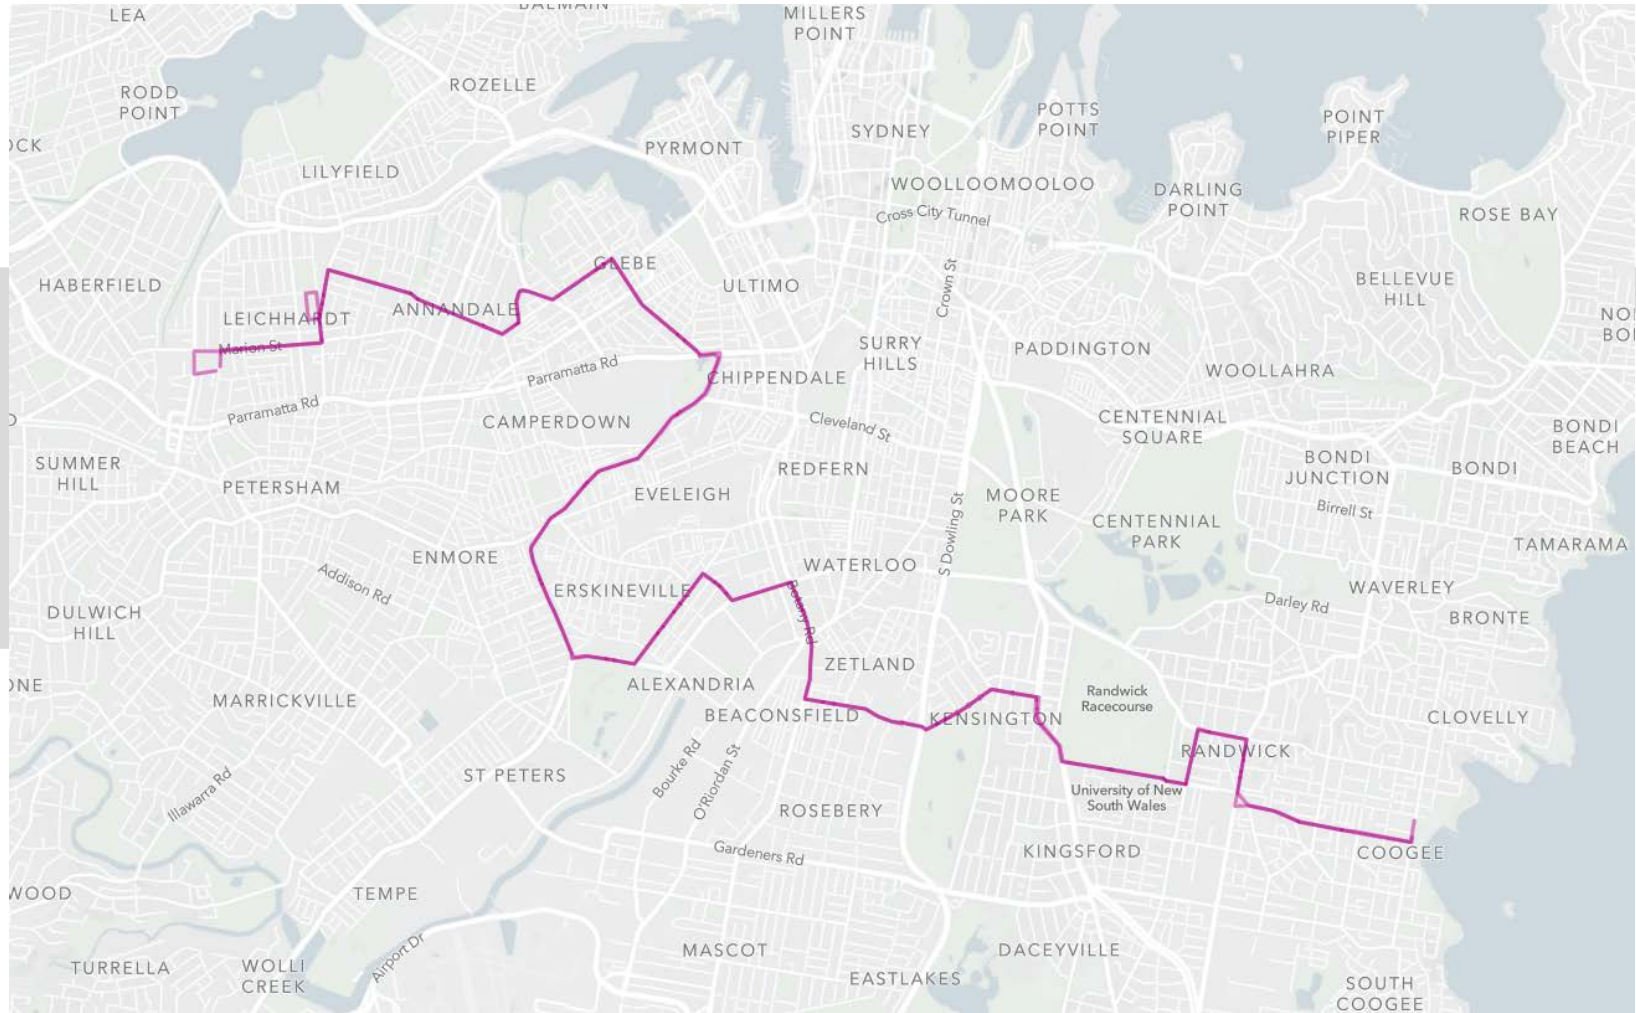 LEA
BALMAIN
MILLERS
POINT
ROZELLE
RODD
POINT
OCK
LILYFIELD
PYRMONT
SYDNEY
POTTS
POINT
POINT
PIPER
WOOLLOOMOOLOO
Cross City Tunnel
DARLING
POINT
ROSE BAY
HABERFIELD
GLEBE
ULTIMO
Crown St
BELLEVUE
HILL
LEICHHARDT
ANNANDALE
Marion St
NO
BO
SURRY
HILLS
PADDINGTON
WOOLLAHRA
Parramatta Rd
CHIPPENDALE
Parramatta Rd
CAMPERDOWN
Cleveland St
CENTENNIAL
SQUARE
BONDI
BEACH
SUMMER
HILL
PETERSHAM
EVELEIGH
REDFERN
BONDI
JUNCTION
BONDI
MOORE
PARK
Birrell St
CENTENNIAL
PARK
S Dowling St
TAMARAMA
ENMORE
WATERLOO
Addison Rd
ERSKINEVILLE
Botany Rd
WAVERLEY
Darley Rd
BRONTE
DULWICH
HILL
ZETLAND
ONE
MARRICKVILLE
ALEXANDRIA
BEACONSFIELD
KENSINGTON
Randwick
Racecourse
CLOVELLY
RANDWICK
Illawarra Rd
ST PETERS
Bourke Rd
O'Riordan St
University of New
South Wales
ROSEBERY
Gardeners Rd
KINGSFORD
COOGEE
WOOD
TEMPE
Airport Dr
MASCOT
DACEYVILLE
TURRELLA
WOLLI
CREEK
EASTLAKES
SOUTH
COOGEE